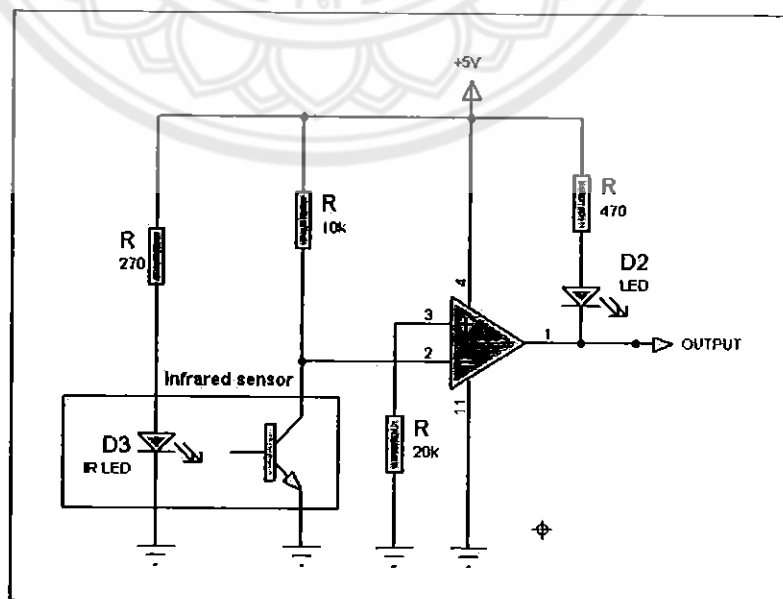 +5V
R
10k
R
270
R
470
D2
LED
4
3
2
1
11
OUTPUT
Infrared sensor
D3
IR LED
R
20k